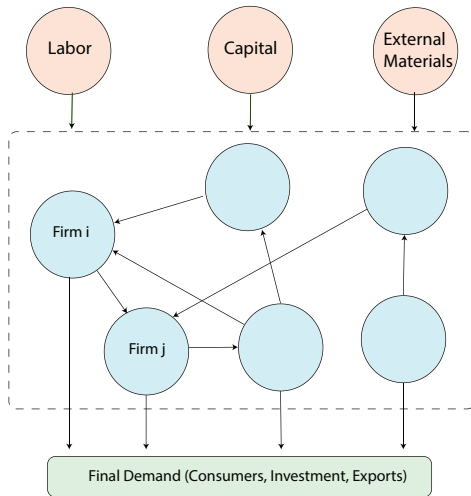 Labor
Capital
External
Materials
Firm i
Firm j
Final Demand (Consumers, Investment, Exports)